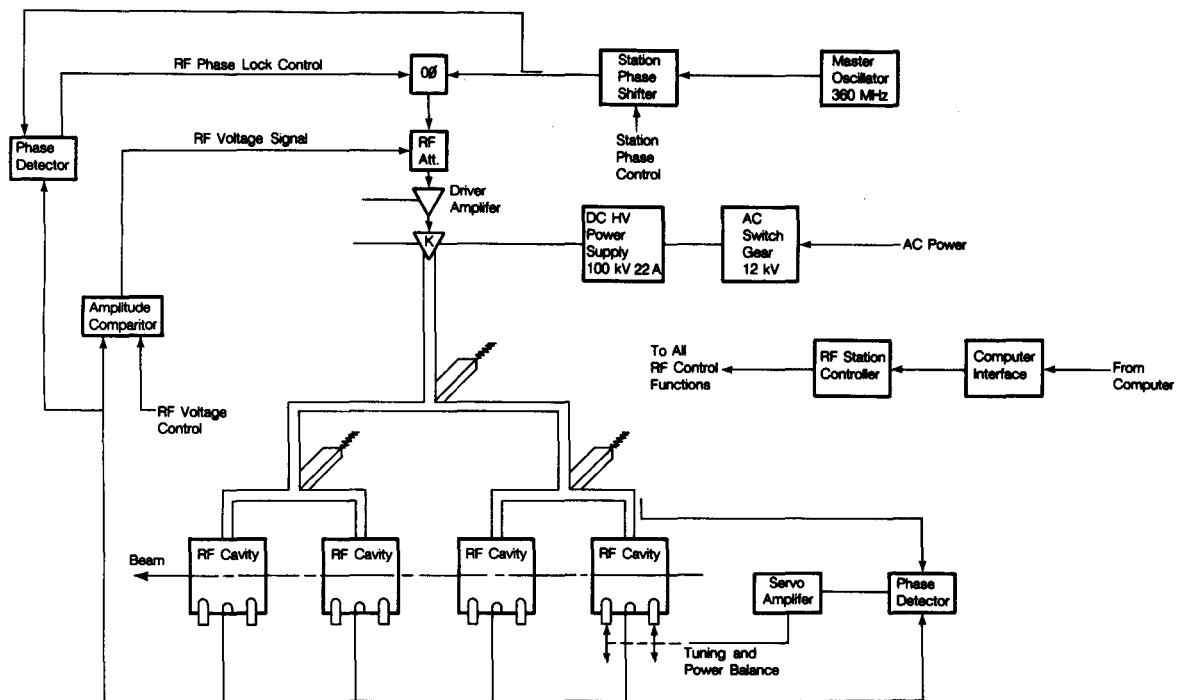 RF Phase Lock Control
0Ø
Station
Phase
Shifter
Master
Oscillator
360 MHz
Phase
Detector
RF Voltage Signal
RF
Att.
Station
Phase
Control
Driver
Amplifer
K
DC HV
Power
Supply
100 kV 22 A
AC
Switch
Gear
12 kV
AC Power
Amplitude
Comparitor
RF Voltage
Control
To All
RF Control
Functions
RF Station
Controller
Computer
Interface
From
Computer
Beam
RF Cavity
RF Cavity
RF Cavity
RF Cavity
Servo
Amplifer
Phase
Detector
Tuning and
Power Balance